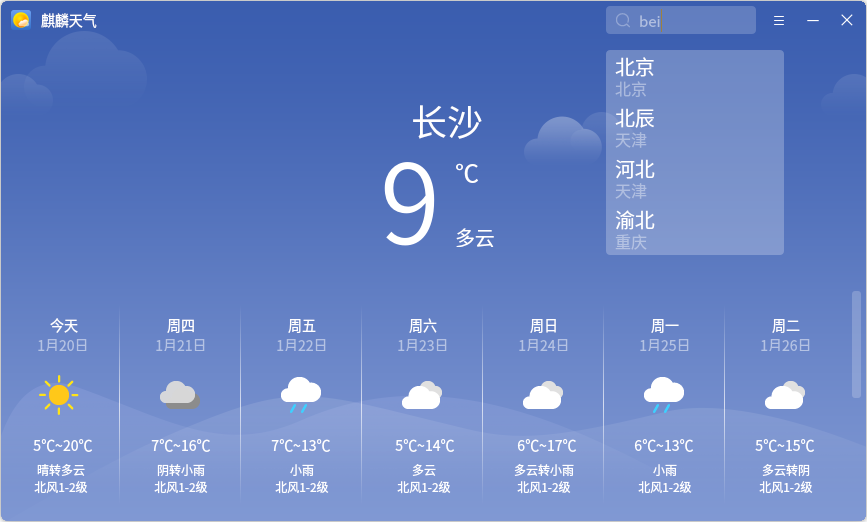 麒麟天气
bei
北京
北京
北辰
天津
河北
天津
渝北
重庆
长沙
9 ℃
多云
今天 周四 周五 周六 周日 周一 周二
1月20日 1月21日 1月22日 1月23日 1月24日 1月25日 1月26日
5℃~20℃ 7℃~16℃ 7℃~13℃ 5℃~14℃ 6℃~17℃ 6℃~13℃ 5℃~15℃
晴转多云 阴转小雨 小雨 多云 多云转小雨 小雨 多云转阴
北风1-2级 北风1-2级 北风1-2级 北风1-2级 北风1-2级 北风1-2级 北风1-2级